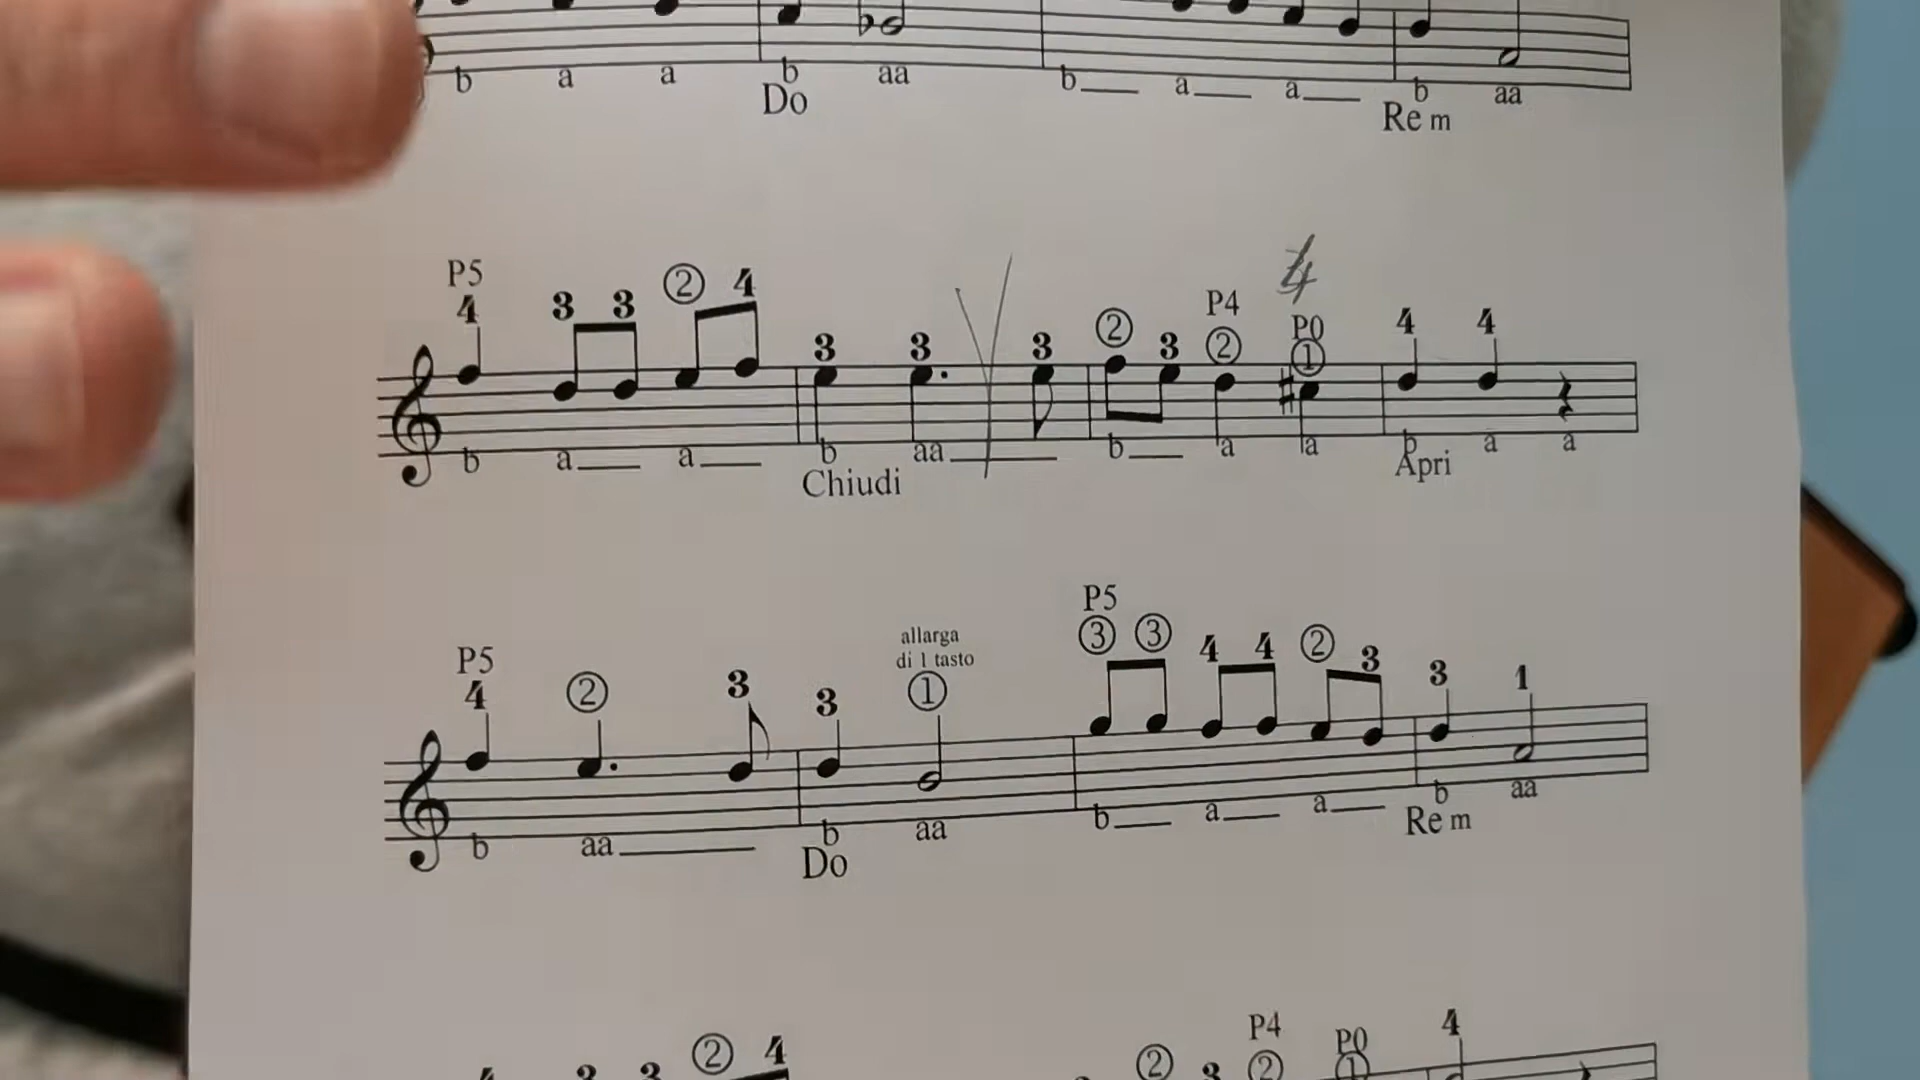 b a a b aa b a a b aa
Do Re m
P5 P4 4
4 3 3 ② 4 3 3 3 ② 3 ② P0 ① 4 4
b a a b aa b a a b a a
Chiudi Apri
allarga
di 1 tasto
P5 P5
4 ② 3 3 ① ③ ③ 4 4 ② 3 3 1
b aa b aa b a a b aa
Do Re m
P4 P0 4
② 4 ② ②